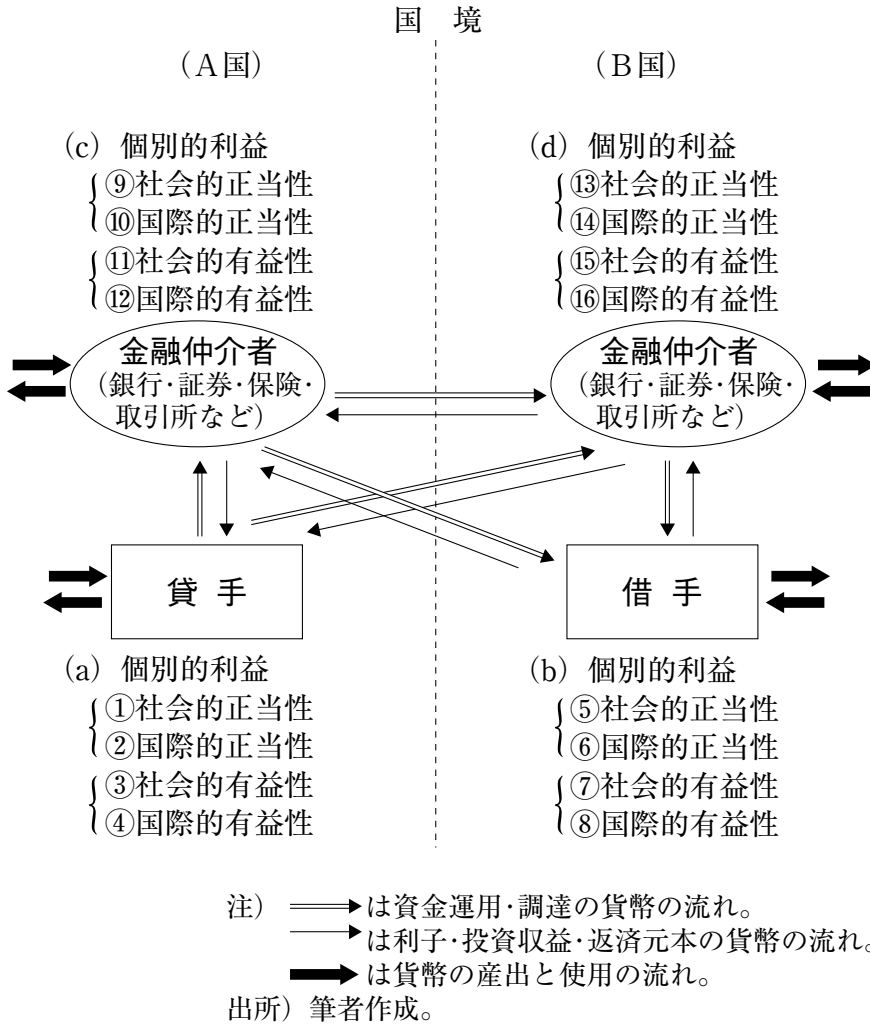 国 境
(A国)
(B国)
(c) 個別的利益
⑨社会的正当性
⑩国際的正当性
⑪社会的有益性
⑫国際的有益性
(d) 個別的利益
⑬社会的正当性
⑭国際的正当性
⑮社会的有益性
⑯国際的有益性
金融仲介者
(銀行・証券・保険・
取引所など)
金融仲介者
(銀行・証券・保険・
取引所など)
貸 手
借 手
(a) 個別的利益
①社会的正当性
②国際的正当性
③社会的有益性
④国際的有益性
(b) 個別的利益
⑤社会的正当性
⑥国際的正当性
⑦社会的有益性
⑧国際的有益性
注) は資金運用・調達の貨幣の流れ。
は利子・投資収益・返済元本の貨幣の流れ。
は貨幣の産出と使用の流れ。
出所) 筆者作成。